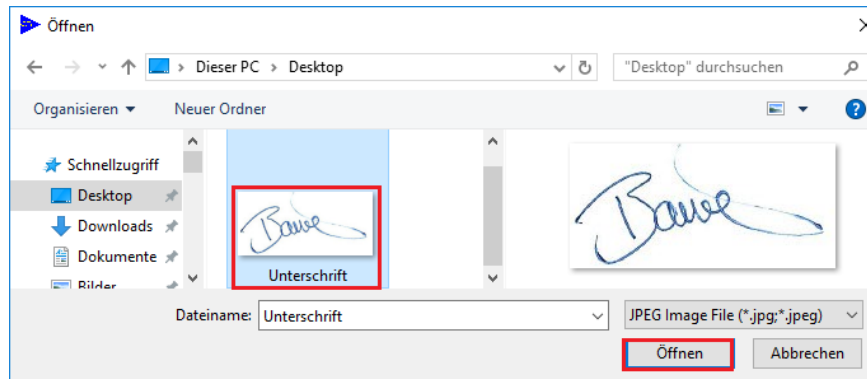 Öffnen
Dieser PC › Desktop
"Desktop" durchsuchen
Organisieren
Neuer Ordner
Schnellzugriff
Desktop
Downloads
Dokumente
Bilder
Unterschrift
Dateiname:
Unterschrift
JPEG Image File (*.jpg;*.jpeg)
Öffnen
Abbrechen